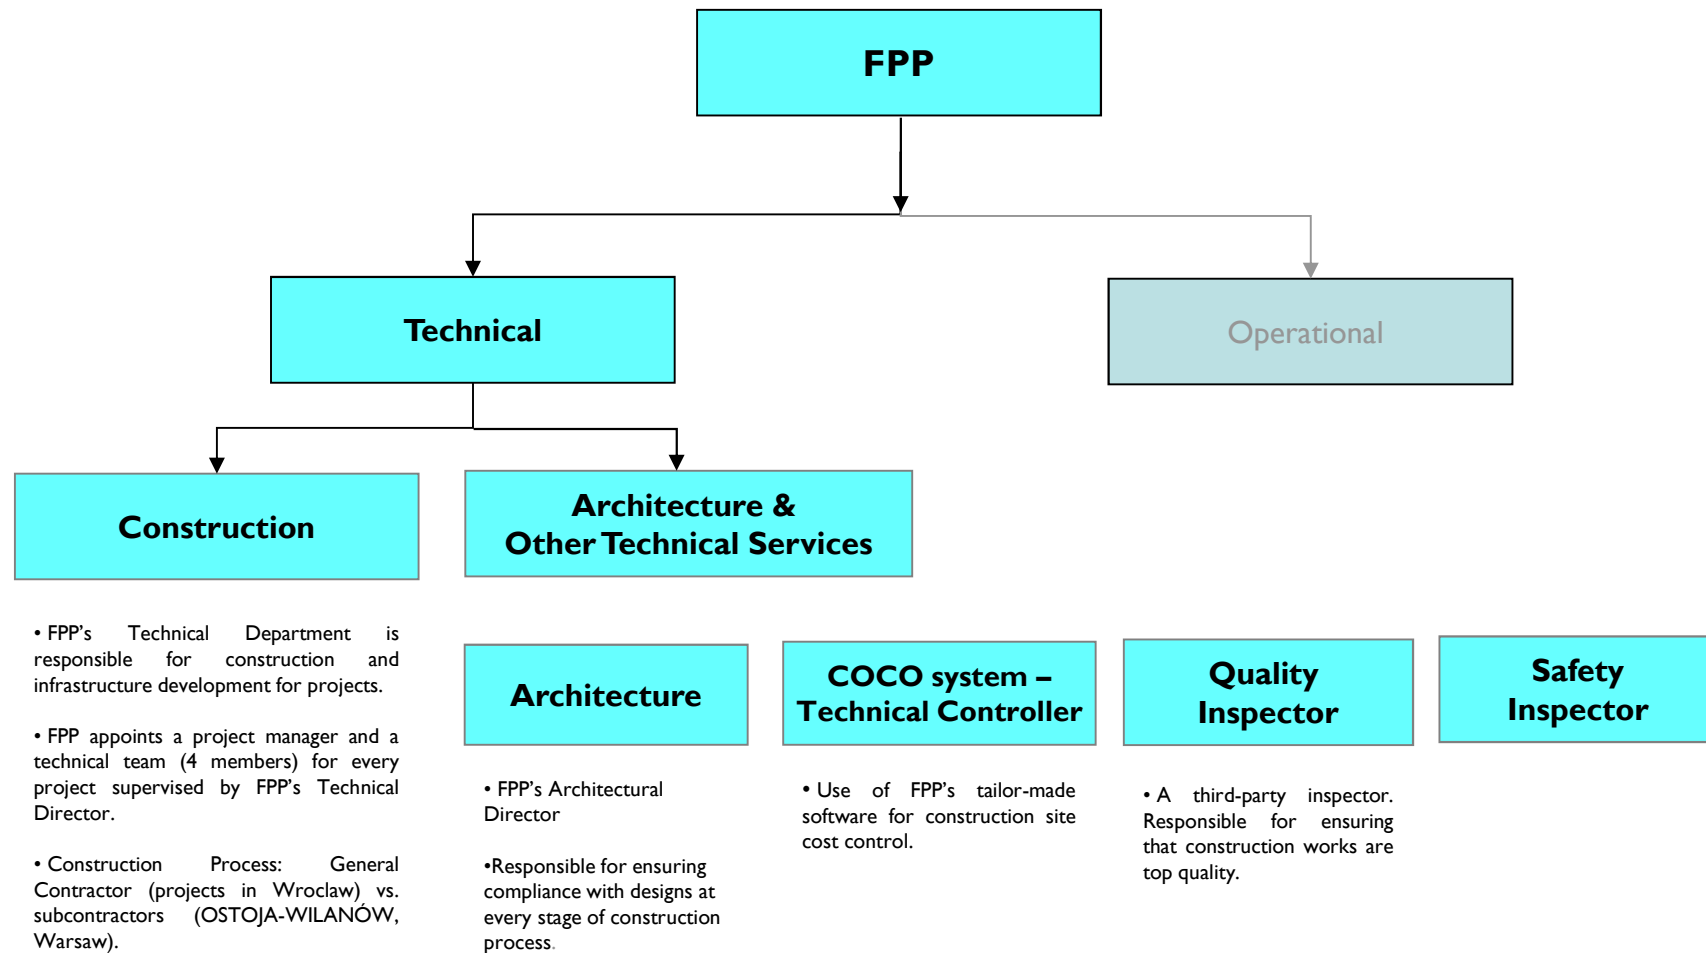 FPP
Technical
Operational
Construction
Architecture &
Other Technical Services
• FPP's Technical Department is
responsible for construction and
infrastructure development for projects.
• FPP appoints a project manager and a
technical team (4 members) for every
project supervised by FPP's Technical
Director.
• Construction Process: General
Contractor (projects in Wroclaw) vs.
subcontractors (OSTOJA-WILANÓW,
Warsaw).
Architecture
• FPP's Architectural
Director
•Responsible for ensuring
compliance with designs at
every stage of construction
process.
COCO system –
Technical Controller
• Use of FPP's tailor-made
software for construction site
cost control.
Quality
Inspector
• A third-party inspector.
Responsible for ensuring
that construction works are
top quality.
Safety
Inspector